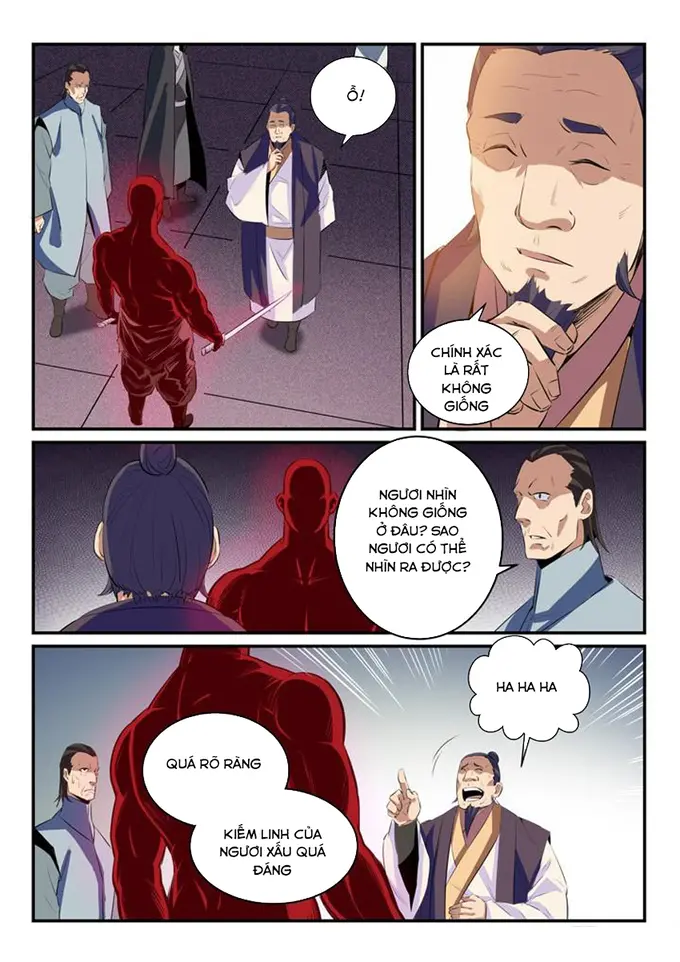 Ồ!
CHÍNH XÁC
LÀ RẤT
KHÔNG
GIỐNG
NGƯƠI NHÌN
KHÔNG GIỐNG
Ở ĐÂU? SAO
NGƯƠI CÓ THỂ
NHÌN RA ĐƯỢC?
HA HA HA
QUÁ RÕ RÀNG
KIẾM LINH CỦA
NGƯƠI XẤU QUÁ
ĐÁNG